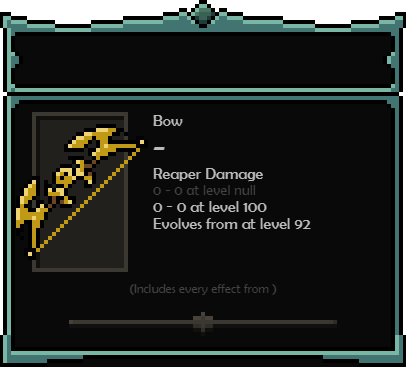 Bow
–
Reaper Damage
0 - 0 at level null
0 - 0 at level 100
Evolves from at level 92
(Includes every effect from )